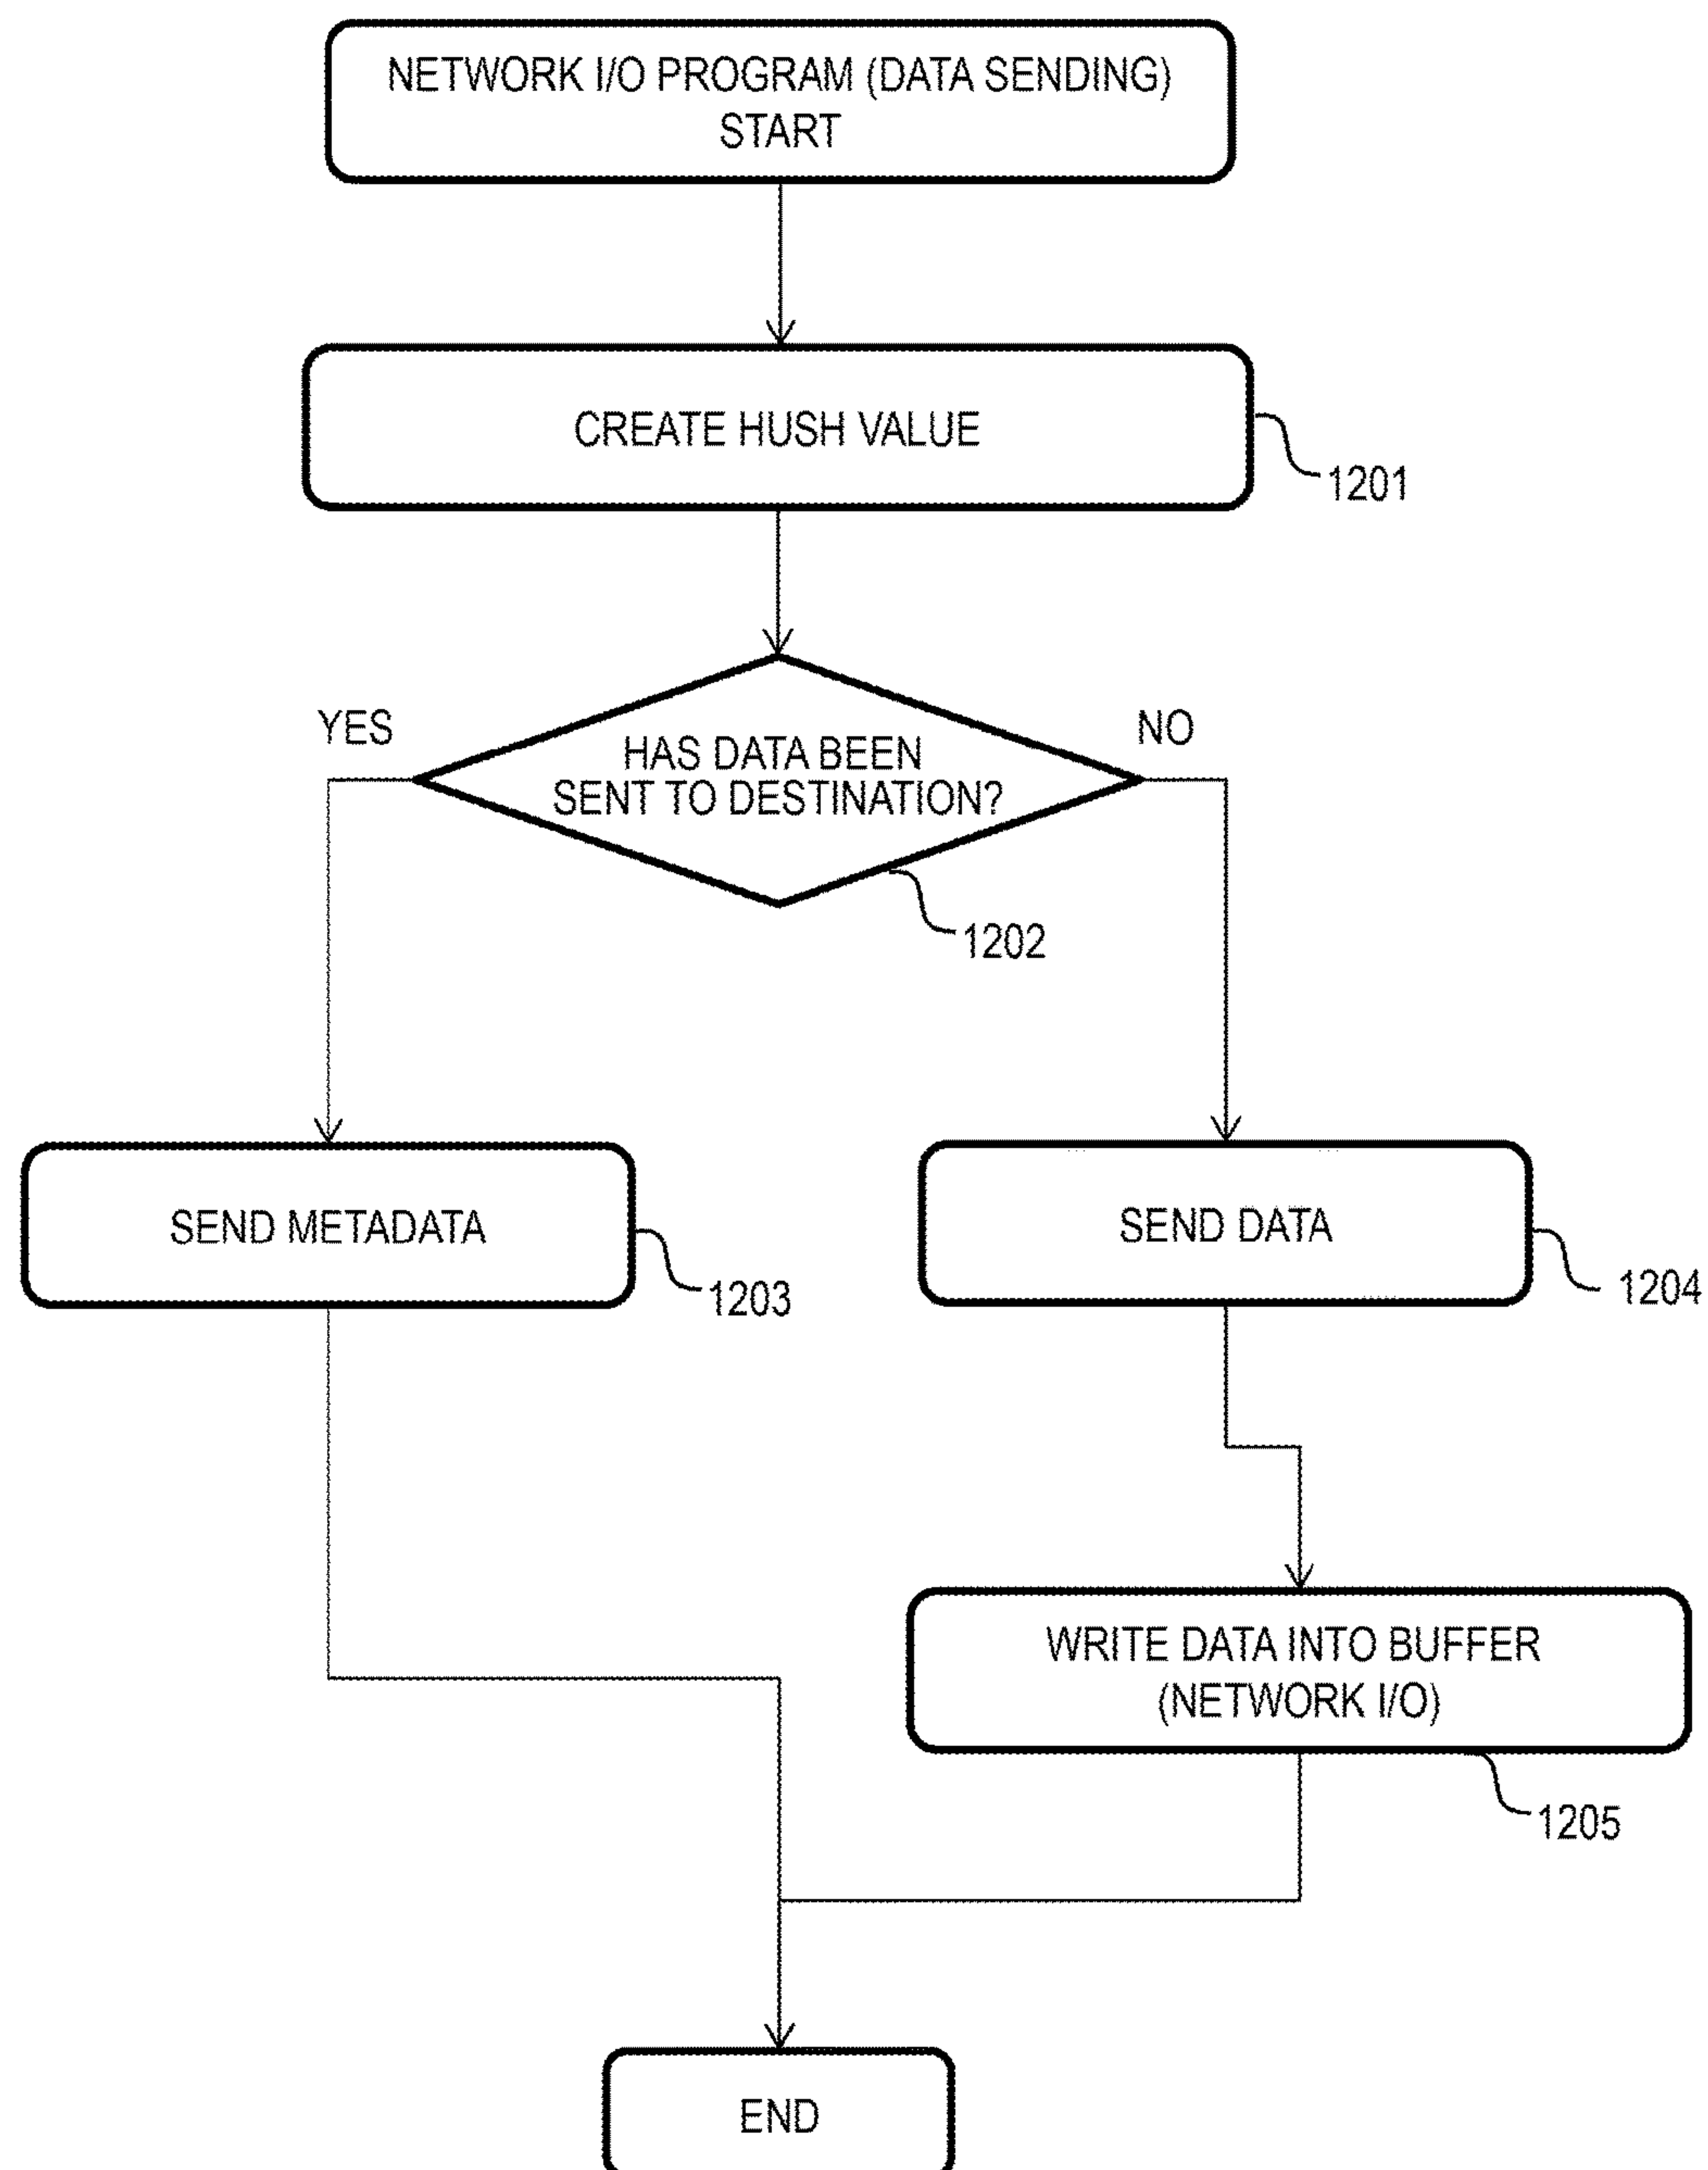 NETWORK I/O PROGRAM (DATA SENDING)
START
CREATE HUSH VALUE
1201
YES
NO
HAS DATA BEEN
SENT TO DESTINATION?
1202
SEND METADATA
1203
SEND DATA
1204
WRITE DATA INTO BUFFER
(NETWORK I/O)
1205
END